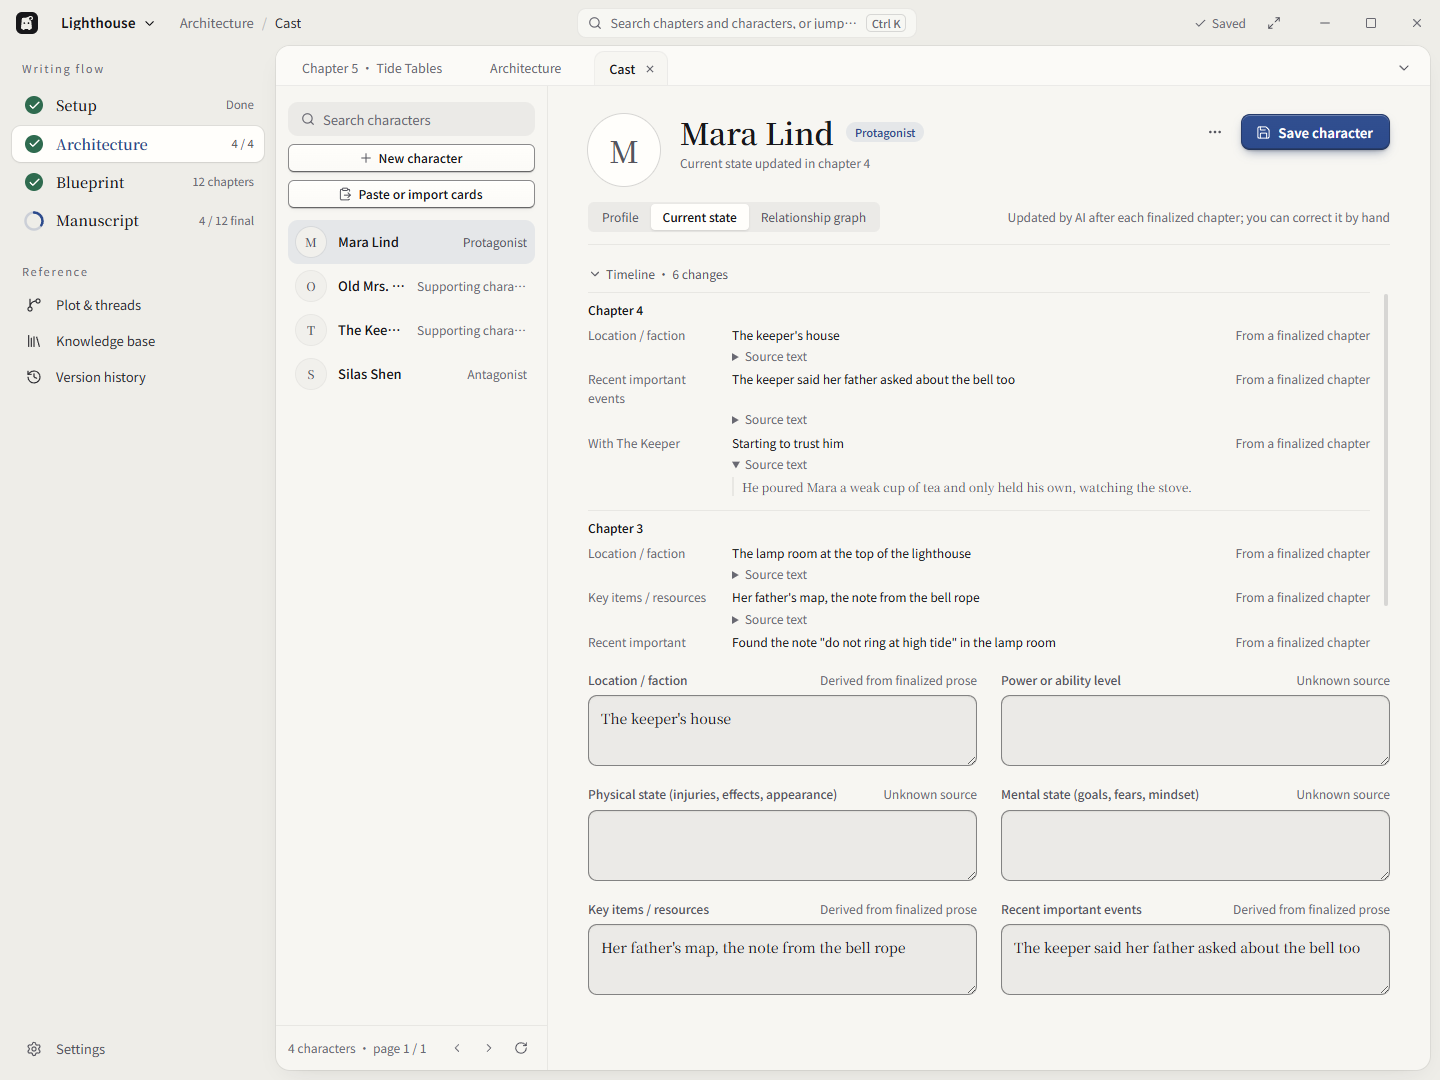 Lighthouse
Architecture / Cast
Search chapters and characters, or jump···
Ctrl K
Saved
Writing flow
Setup
Done
Architecture
4 / 4
Blueprint
12 chapters
Manuscript
4 / 12 final
Reference
Plot & threads
Knowledge base
Version history
Settings
Chapter 5 • Tide Tables
Architecture
Cast
Search characters
New character
Paste or import cards
M
Mara Lind
Protagonist
O
Old Mrs. ···
Supporting chara···
T
The Kee···
Supporting chara···
S
Silas Shen
Antagonist
4 characters • page 1 / 1
M
Mara Lind
Protagonist
Current state updated in chapter 4
Save character
Profile
Current state
Relationship graph
Updated by AI after each finalized chapter; you can correct it by hand
Timeline • 6 changes
Chapter 4
Location / faction
The keeper's house
From a finalized chapter
Source text
Recent important
events
The keeper said her father asked about the bell too
From a finalized chapter
Source text
With The Keeper
Starting to trust him
From a finalized chapter
Source text
He poured Mara a weak cup of tea and only held his own, watching the stove.
Chapter 3
Location / faction
The lamp room at the top of the lighthouse
From a finalized chapter
Source text
Key items / resources
Her father's map, the note from the bell rope
From a finalized chapter
Source text
Recent important
Found the note "do not ring at high tide" in the lamp room
From a finalized chapter
Location / faction
Derived from finalized prose
The keeper's house
Power or ability level
Unknown source
Physical state (injuries, effects, appearance)
Unknown source
Mental state (goals, fears, mindset)
Unknown source
Key items / resources
Derived from finalized prose
Her father's map, the note from the bell rope
Recent important events
Derived from finalized prose
The keeper said her father asked about the bell too